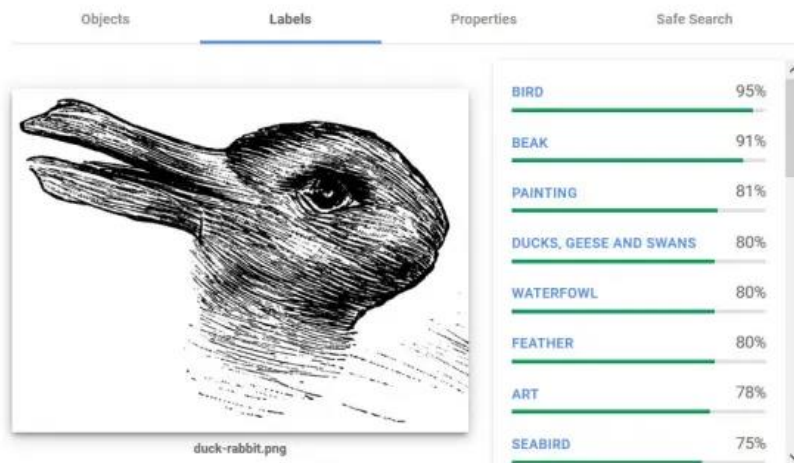 Objects Labels Properties Safe Search
BIRD 95%
BEAK 91%
PAINTING 81%
DUCKS, GEESE AND SWANS 80%
WATERFOWL 80%
FEATHER 80%
ART 78%
SEABIRD 75%
duck-rabbit.png